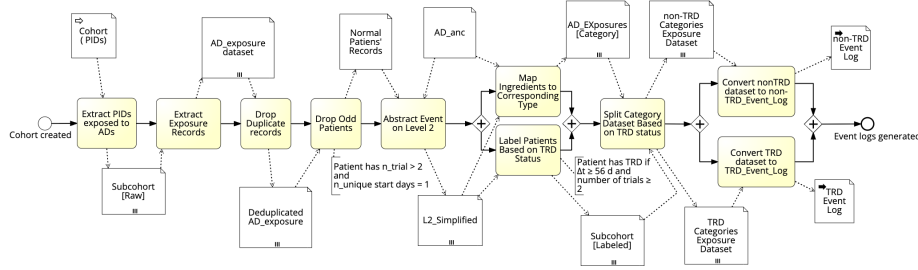 Cohort
( PIDs)
AD_exposure
dataset
Normal
Patiens'
Records
AD_anc
AD_EXposures
[Category]
non-TRD
Categories
Exposure
Dataset
non-TRD
Event
Log
Cohort created
Extract PIDs
exposed to
ADs
Extract
Exposure
Records
Drop
Duplicate
records
Drop Odd
Patients
Abstract Event
on Level 2
Map
Ingredients to
Corresponding
Type
Label Patients
Based on TRD
Status
Split Category
Dataset Based
on TRD status
Convert nonTRD
dataset to non-
TRD_Event_Log
Convert TRD
dataset to
TRD_Event_Log
Event logs generated
Subcohort
[Raw]
Deduplicated
AD_exposure
Patient has n_trial > 2
and
n_unique start days = 1
L2_Simplified
Patient has TRD if
Δt ≥ 56 d and
number of trials ≥
2
Subcohort
[Labeled]
TRD
Categories
Exposure
Dataset
TRD
Event
Log